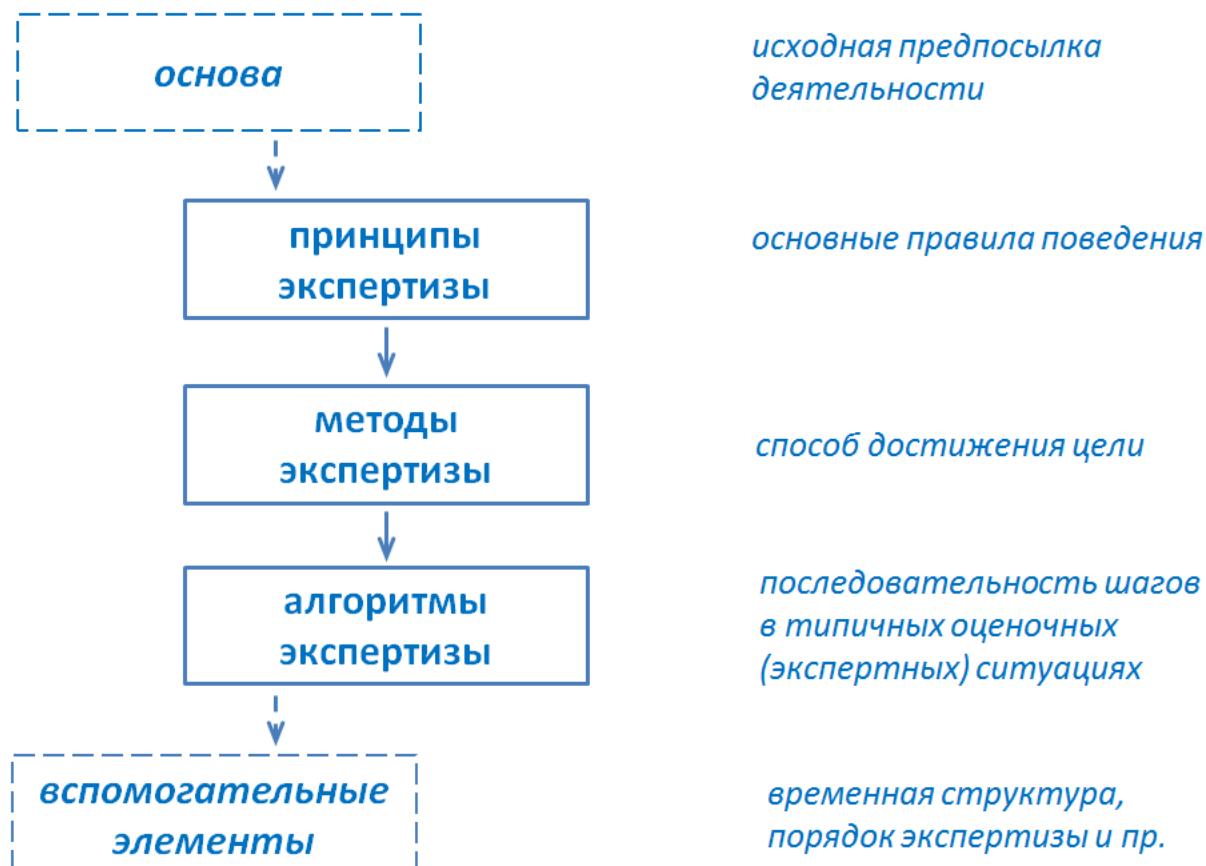 основа
исходная предпосылка
деятельности
принципы
экспертизы
основные правила поведения
методы
экспертизы
способ достижения цели
алгоритмы
экспертизы
последовательность шагов
в типичных оценочных
(экспертных) ситуациях
вспомогательные
элементы
временная структура,
порядок экспертизы и пр.